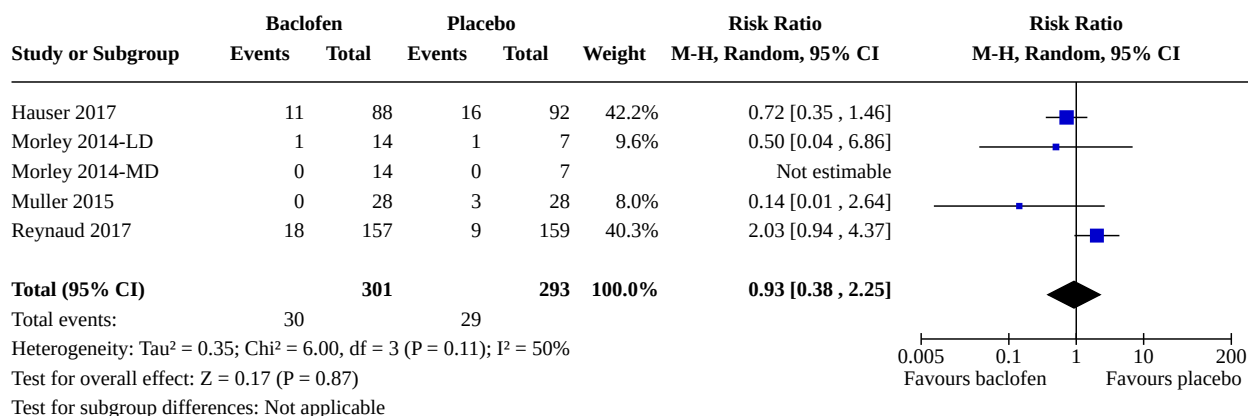 Baclofen Placebo Risk Ratio Risk Ratio
Study or Subgroup Events Total Events Total Weight M-H, Random, 95% CI M-H, Random, 95% CI
Hauser 2017 11 88 16 92 42.2% 0.72 [0.35 , 1.46]
Morley 2014-LD 1 14 1 7 9.6% 0.50 [0.04 , 6.86]
Morley 2014-MD 0 14 0 7 Not estimable
Muller 2015 0 28 3 28 8.0% 0.14 [0.01 , 2.64]
Reynaud 2017 18 157 9 159 40.3% 2.03 [0.94 , 4.37]
Total (95% CI) 301 293 100.0% 0.93 [0.38 , 2.25]
Total events: 30 29
Heterogeneity: Tau² = 0.35; Chi² = 6.00, df = 3 (P = 0.11); I² = 50%
0.005 0.1 1 10 200
Test for overall effect: Z = 0.17 (P = 0.87) Favours baclofen Favours placebo
Test for subgroup differences: Not applicable